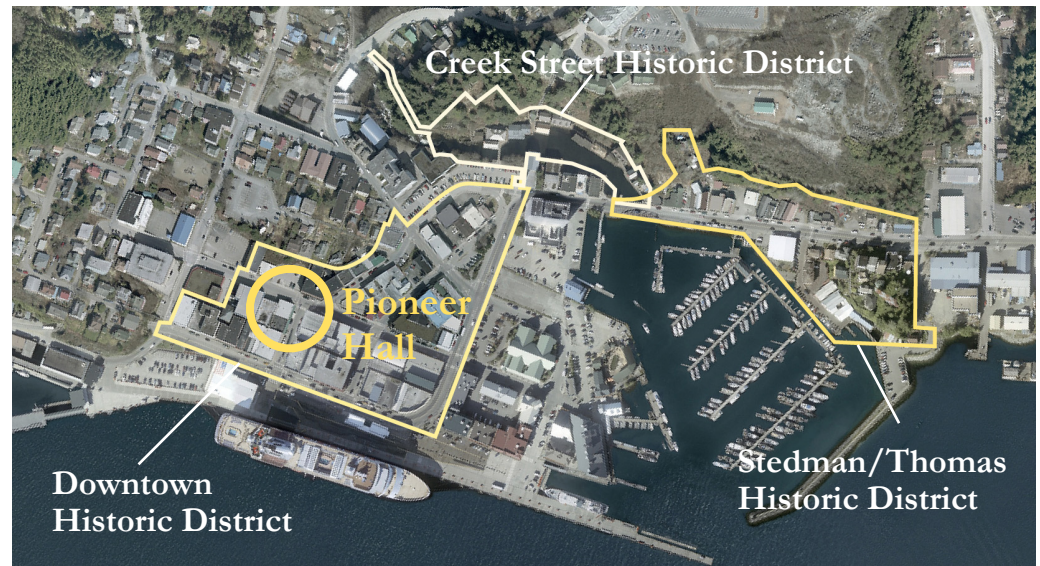 Creek Street Historic District
Pioneer
Hall
Downtown
Historic District
Stedman/Thomas
Historic District